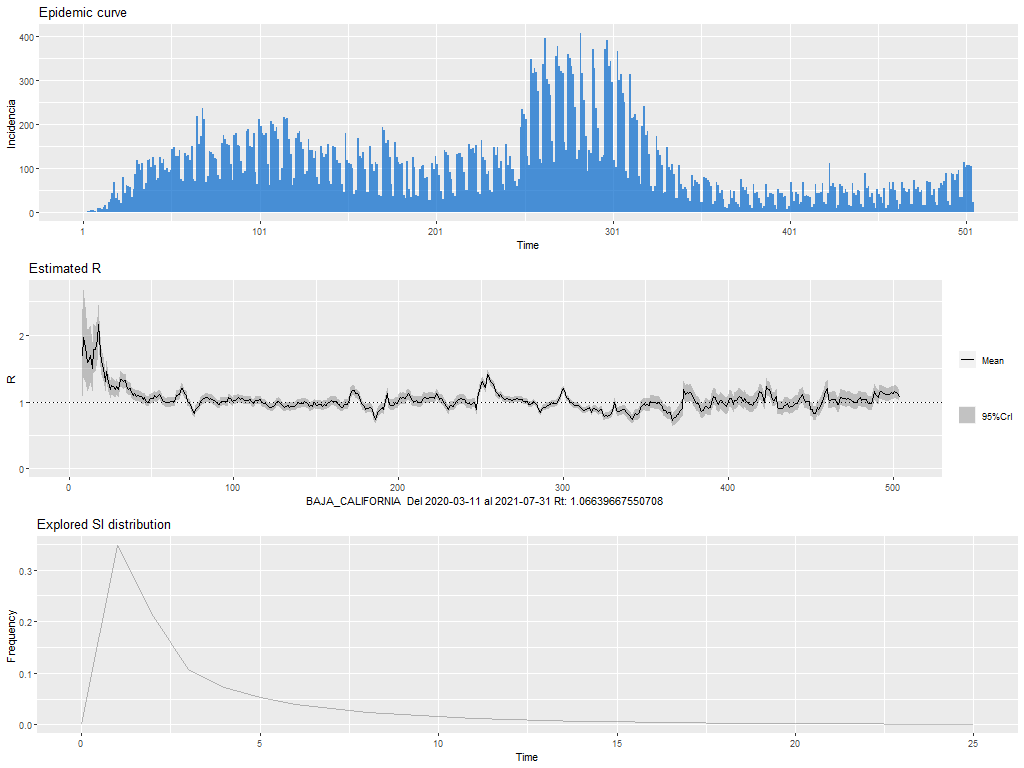 Epidemic curve
400
300
200
100
0
Incidencia
1
101
201
301
401
501
Time
Estimated R
2
1
0
R
0
100
200
300
400
500
BAJA_CALIFORNIA Del 2020-03-11 al 2021-07-31 Rt: 1.06639667550708
Mean
95%CrI
Explored SI distribution
0.3
0.2
0.1
0.0
Frequency
0
5
10
15
20
25
Time